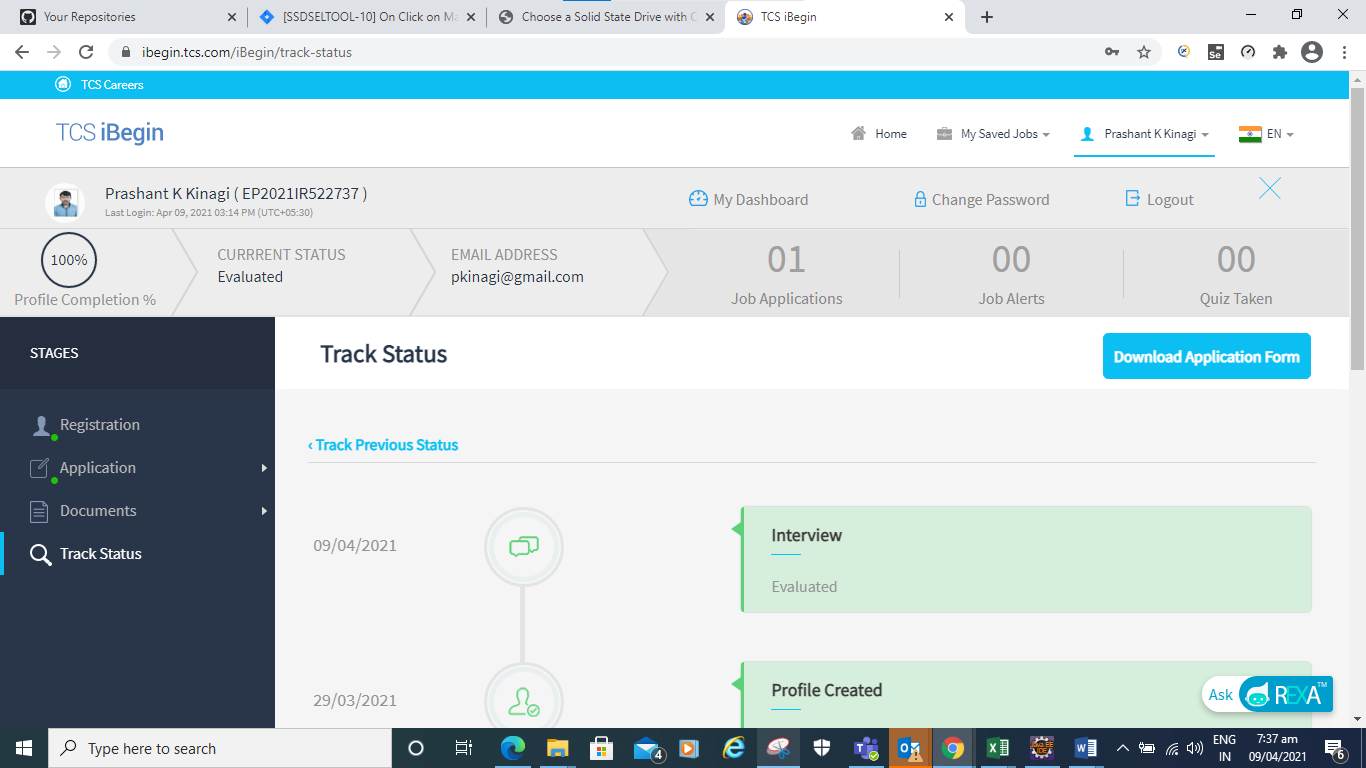 Your Repositories
[SSDSELTOOL-10] On Click on Ma
Choose a Solid State Drive with C
TCS iBegin
ibegin.tcs.com/iBegin/track-status
Se
TCS Careers
TCS iBegin
Home
My Saved Jobs
Prashant K Kinagi
EN
Prashant K Kinagi ( EP2021IR522737 )
Last Login: Apr 09, 2021 03:14 PM (UTC+05:30)
My Dashboard
Change Password
Logout
100%
Profile Completion %
CURRRENT STATUS
Evaluated
EMAIL ADDRESS
pkinagi@gmail.com
01
Job Applications
00
Job Alerts
00
Quiz Taken
STAGES
Registration
Application
Documents
Track Status
Track Status
Download Application Form
‹ Track Previous Status
09/04/2021
Interview
Evaluated
29/03/2021
Profile Created
Ask REXA™
Type here to search
4
ENG
IN
7:37 am
09/04/2021
6